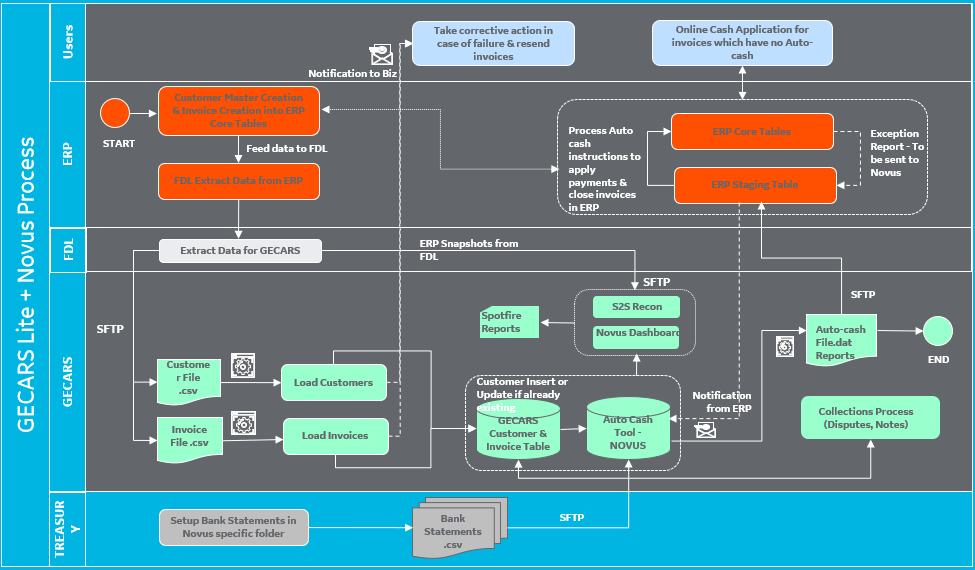 GECARS Lite + Novus Process
Users
Notification to Biz
Take corrective action in
case of failure & resend
invoices
Online Cash Application for
invoices which have no Auto-
cash
ERP
START
Customer Master Creation
& Invoice Creation into ERP
Core Tables
Feed data to FDL
FDL Extract Data from ERP
Process Auto
cash
instructions to
apply
payments &
close invoices
in ERP
ERP Core Tables
ERP Staging Table
Exception
Report - To
be sent to
Novus
FDL
Extract Data for GECARS
ERP Snapshots from
FDL
GECARS
SFTP
SFTP
S2S Recon
Novus Dashboard
Spotfire
Reports
SFTP
Auto-cash
File.dat
Reports
END
Custome
r File
.csv
Load Customers
Invoice
File .csv
Load Invoices
Customer Insert or
Update if already
existing
GECARS
Customer &
Invoice Table
Auto Cash
Tool -
NOVUS
Notification
from ERP
Collections Process
(Disputes, Notes)
TREASUR
Y
Setup Bank Statements in
Novus specific folder
Bank
Statements
.csv
SFTP